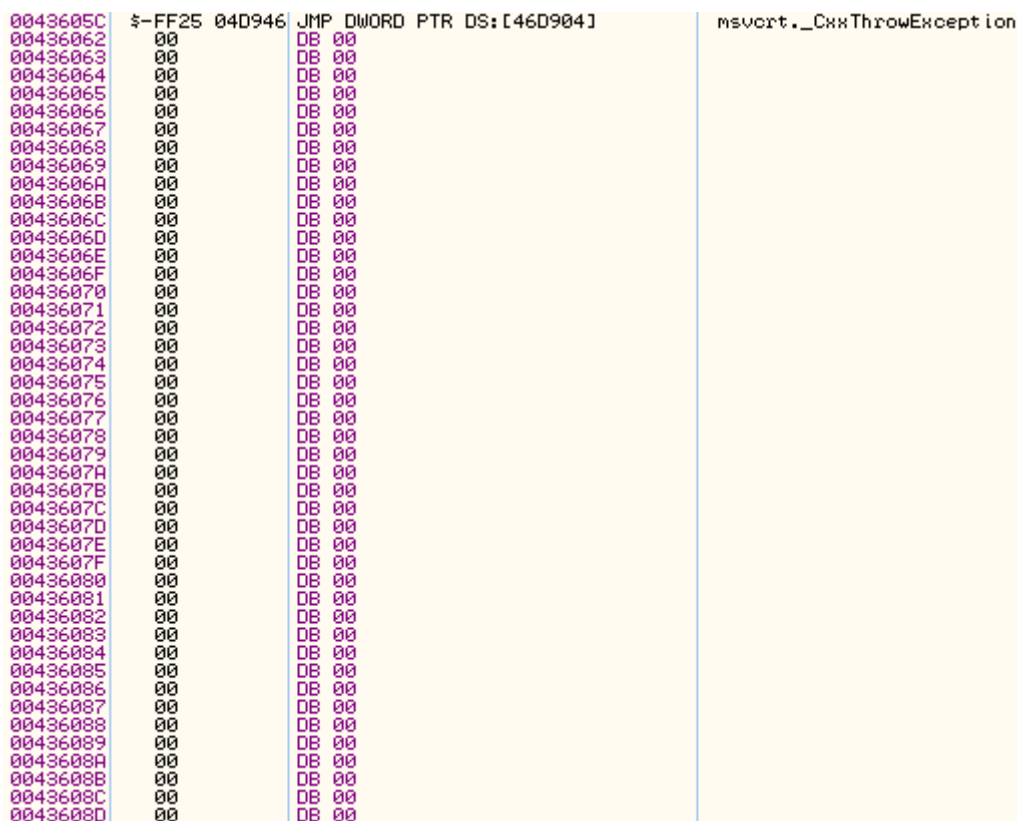 0043605C $-FF25 04D946 JMP DWORD PTR DS:[46D904] msvcrt._CxxThrowException
00436062 00 DB 00
00436063 00 DB 00
00436064 00 DB 00
00436065 00 DB 00
00436066 00 DB 00
00436067 00 DB 00
00436068 00 DB 00
00436069 00 DB 00
0043606A 00 DB 00
0043606B 00 DB 00
0043606C 00 DB 00
0043606D 00 DB 00
0043606E 00 DB 00
0043606F 00 DB 00
00436070 00 DB 00
00436071 00 DB 00
00436072 00 DB 00
00436073 00 DB 00
00436074 00 DB 00
00436075 00 DB 00
00436076 00 DB 00
00436077 00 DB 00
00436078 00 DB 00
00436079 00 DB 00
0043607A 00 DB 00
0043607B 00 DB 00
0043607C 00 DB 00
0043607D 00 DB 00
0043607E 00 DB 00
0043607F 00 DB 00
00436080 00 DB 00
00436081 00 DB 00
00436082 00 DB 00
00436083 00 DB 00
00436084 00 DB 00
00436085 00 DB 00
00436086 00 DB 00
00436087 00 DB 00
00436088 00 DB 00
00436089 00 DB 00
0043608A 00 DB 00
0043608B 00 DB 00
0043608C 00 DB 00
0043608D 00 DB 00